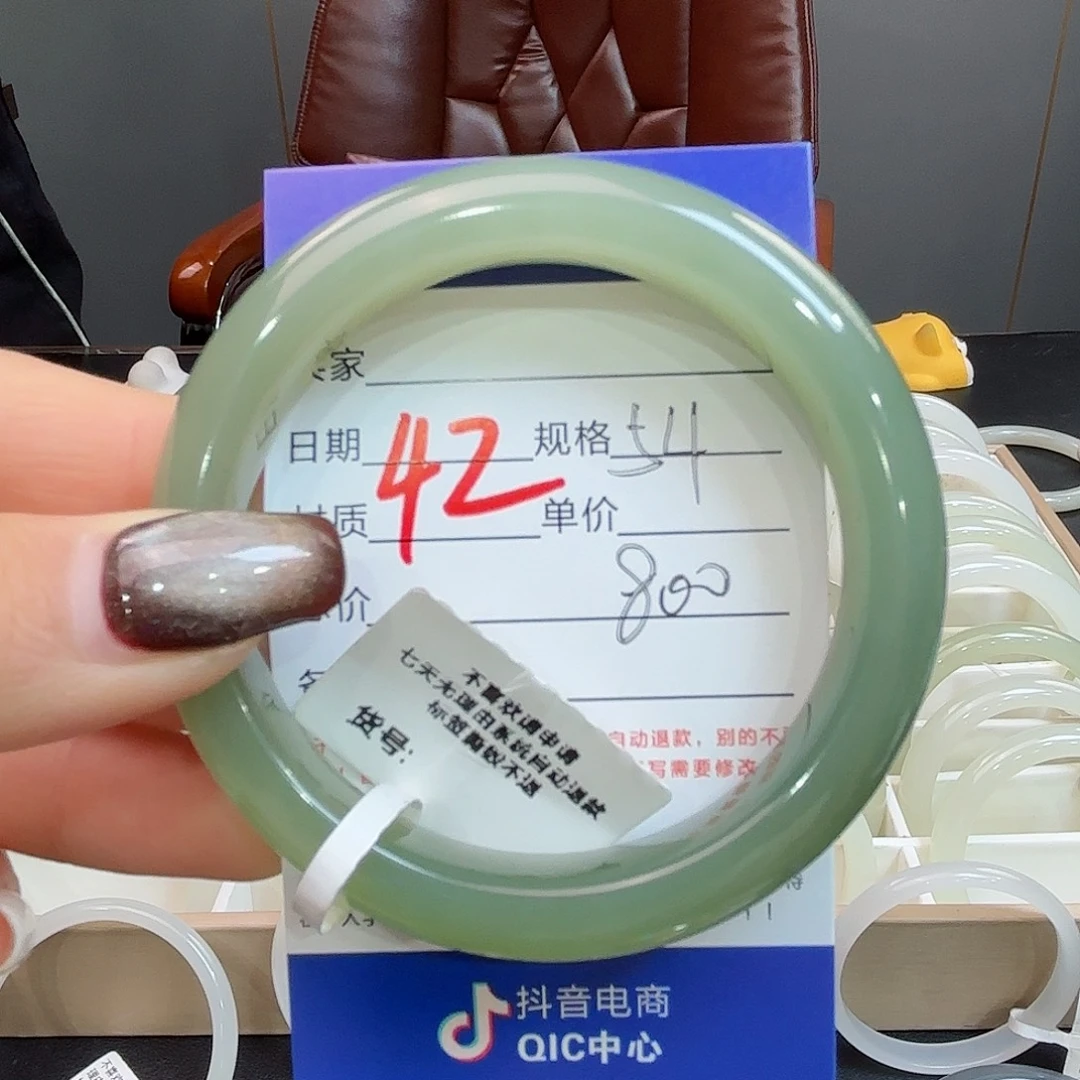 家
日期 42 规格 54
质 单价
价 800
不喜欢请申请
七天无理由系统自动退款
标签剪毁不退
货号:
自动退款,别的不
写需要修改
抖音电商
QIC中心